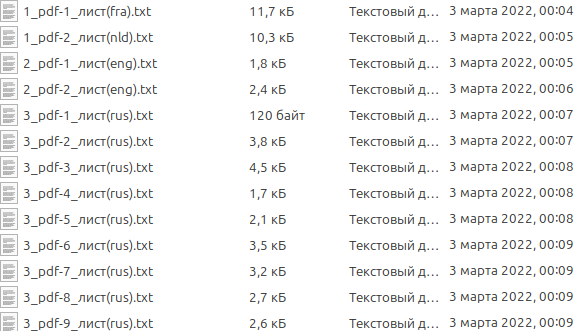 1_pdf-1_лист(fra).txt 11,7 кБ Текстовый д… 3 марта 2022, 00:04
1_pdf-2_лист(nld).txt 10,3 кБ Текстовый д… 3 марта 2022, 00:05
2_pdf-1_лист(eng).txt 1,8 кБ Текстовый д… 3 марта 2022, 00:05
2_pdf-2_лист(eng).txt 2,4 кБ Текстовый д… 3 марта 2022, 00:06
3_pdf-1_лист(rus).txt 120 байт Текстовый д… 3 марта 2022, 00:07
3_pdf-2_лист(rus).txt 3,8 кБ Текстовый д… 3 марта 2022, 00:07
3_pdf-3_лист(rus).txt 4,5 кБ Текстовый д… 3 марта 2022, 00:08
3_pdf-4_лист(rus).txt 1,7 кБ Текстовый д… 3 марта 2022, 00:08
3_pdf-5_лист(rus).txt 2,1 кБ Текстовый д… 3 марта 2022, 00:08
3_pdf-6_лист(rus).txt 3,5 кБ Текстовый д… 3 марта 2022, 00:09
3_pdf-7_лист(rus).txt 3,2 кБ Текстовый д… 3 марта 2022, 00:09
3_pdf-8_лист(rus).txt 2,7 кБ Текстовый д… 3 марта 2022, 00:09
3_pdf-9_лист(rus).txt 2,6 кБ Текстовый д… 3 марта 2022, 00:09